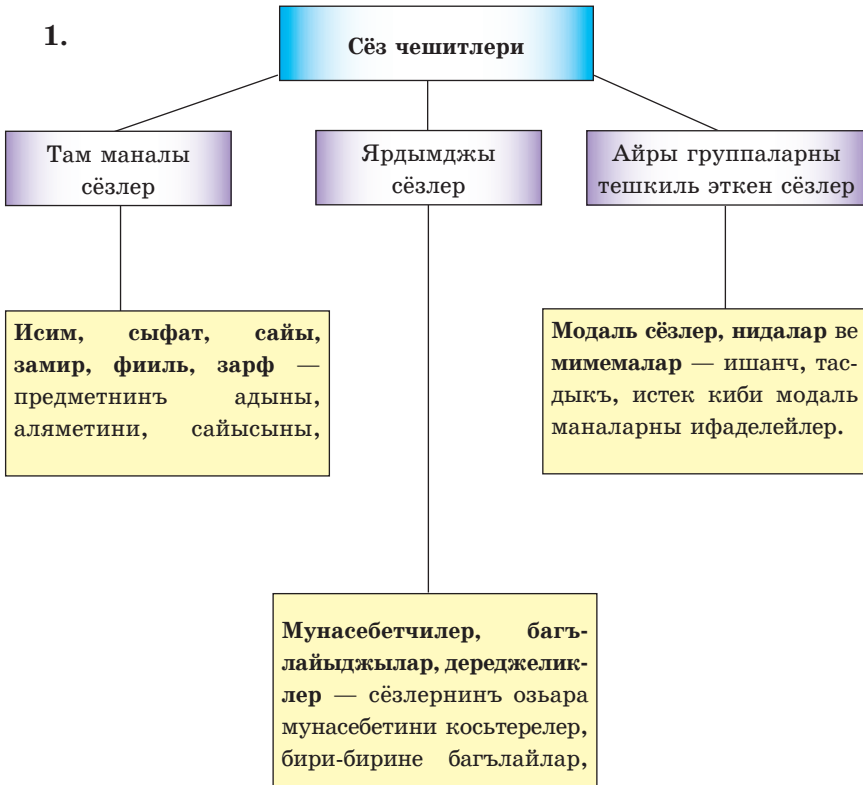 1.
Сёз чешитлери
Там маналы
сёзлер
Ярдымджы
сёзлер
Айры группаларны
тешкиль эткен сёзлер
Исим, сыфат, сайы,
замир, фииль, зарф —
предметнинъ адыны,
аляметини, сайысыны,
Модаль сёзлер, нидалар ве
мимемалар — ишанч, тас-
дыкъ, истек киби модаль
маналарны ифаделейлер.
Мунасебетчилер, багъ-
лайыджылар, дереджелик-
лер — сёзлернинъ озьара
мунасебетини косьтерелер,
бири-бирине багълайлар,